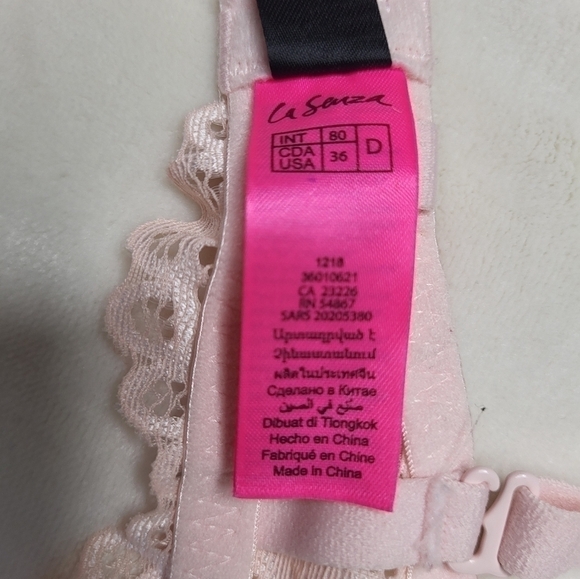 la Senza
INT 80 D
CDA USA 36
1218
36010621
CA 23226
RN 54867
SARS 20205380
Արտադրված է
Չինաստանում
ผลิตในประเทศจีน
Сделано в Китае
صنع في الصين
Dibuat di Tiongkok
Hecho en China
Fabriqué en Chine
Made in China